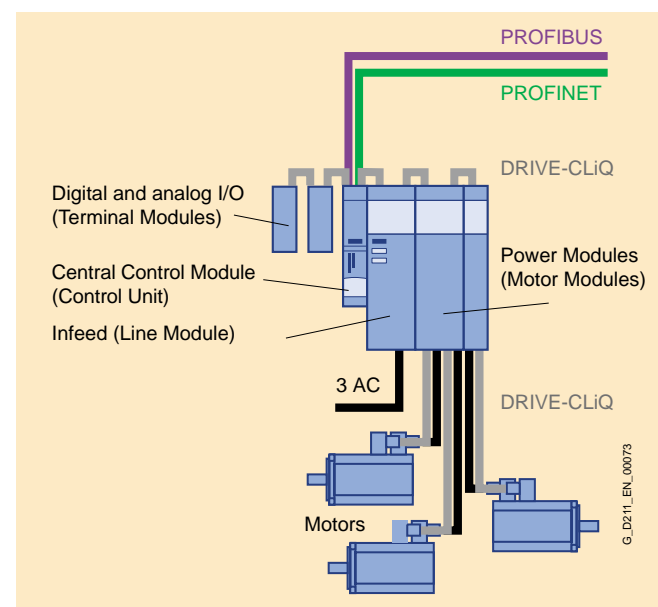 PROFIBUS
PROFINET
DRIVE-CLiQ
Digital and analog I/O
(Terminal Modules)
Power Modules
(Motor Modules)
Central Control Module
(Control Unit)
Infeed (Line Module)
3 AC
DRIVE-CLiQ
Motors
G_D211_EN_00073